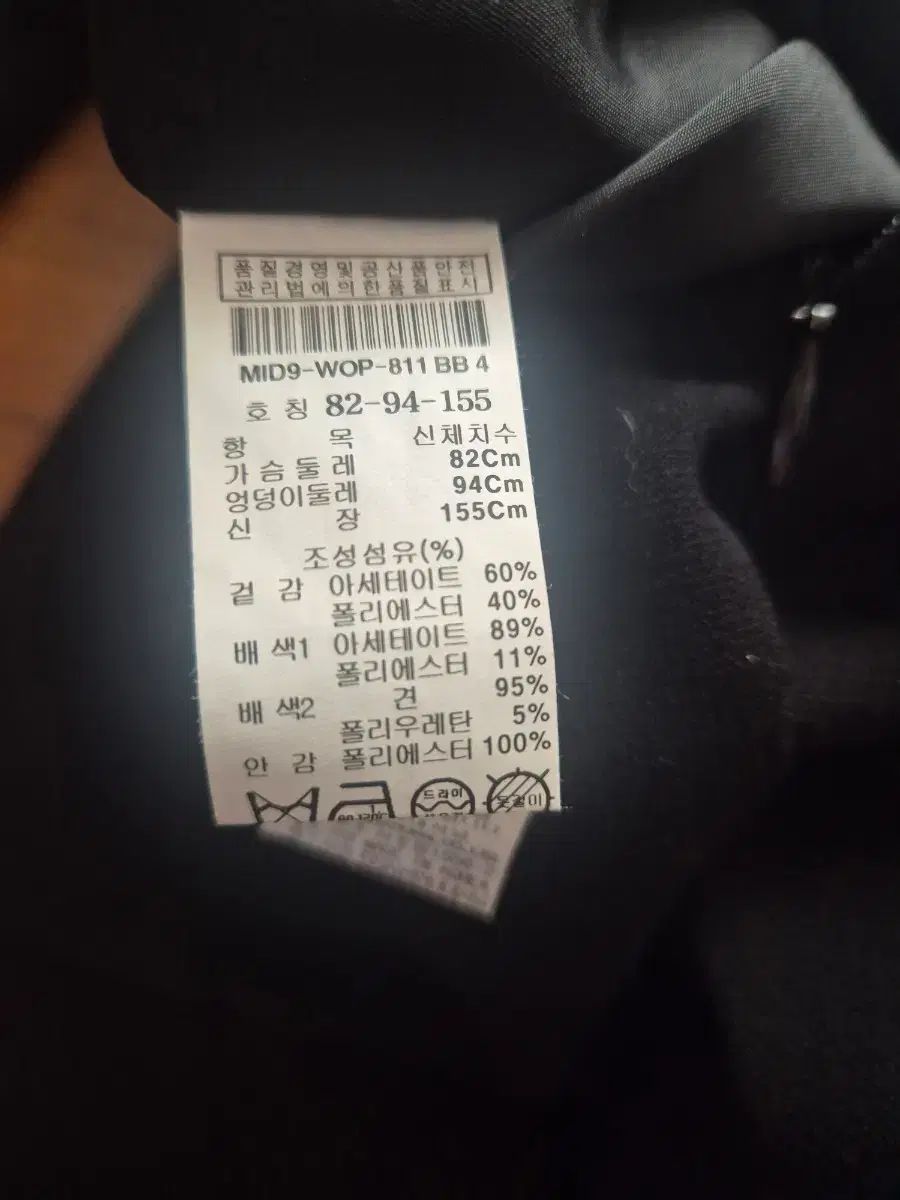 품질경영및공산품안전
관리법에의한품질표시
MID9-WOP-811 BB 4
호칭 82-94-155
항 목 신체치수
가슴둘레 82Cm
엉덩이둘레 94Cm
신 장 155Cm
조성섬유(%)
겉 감 아세테이트 60%
폴리에스터 40%
배 색1 아세테이트 89%
폴리에스터 11%
배 색2 견 95%
폴리우레탄 5%
안 감 폴리에스터 100%
드라이
옷걸이